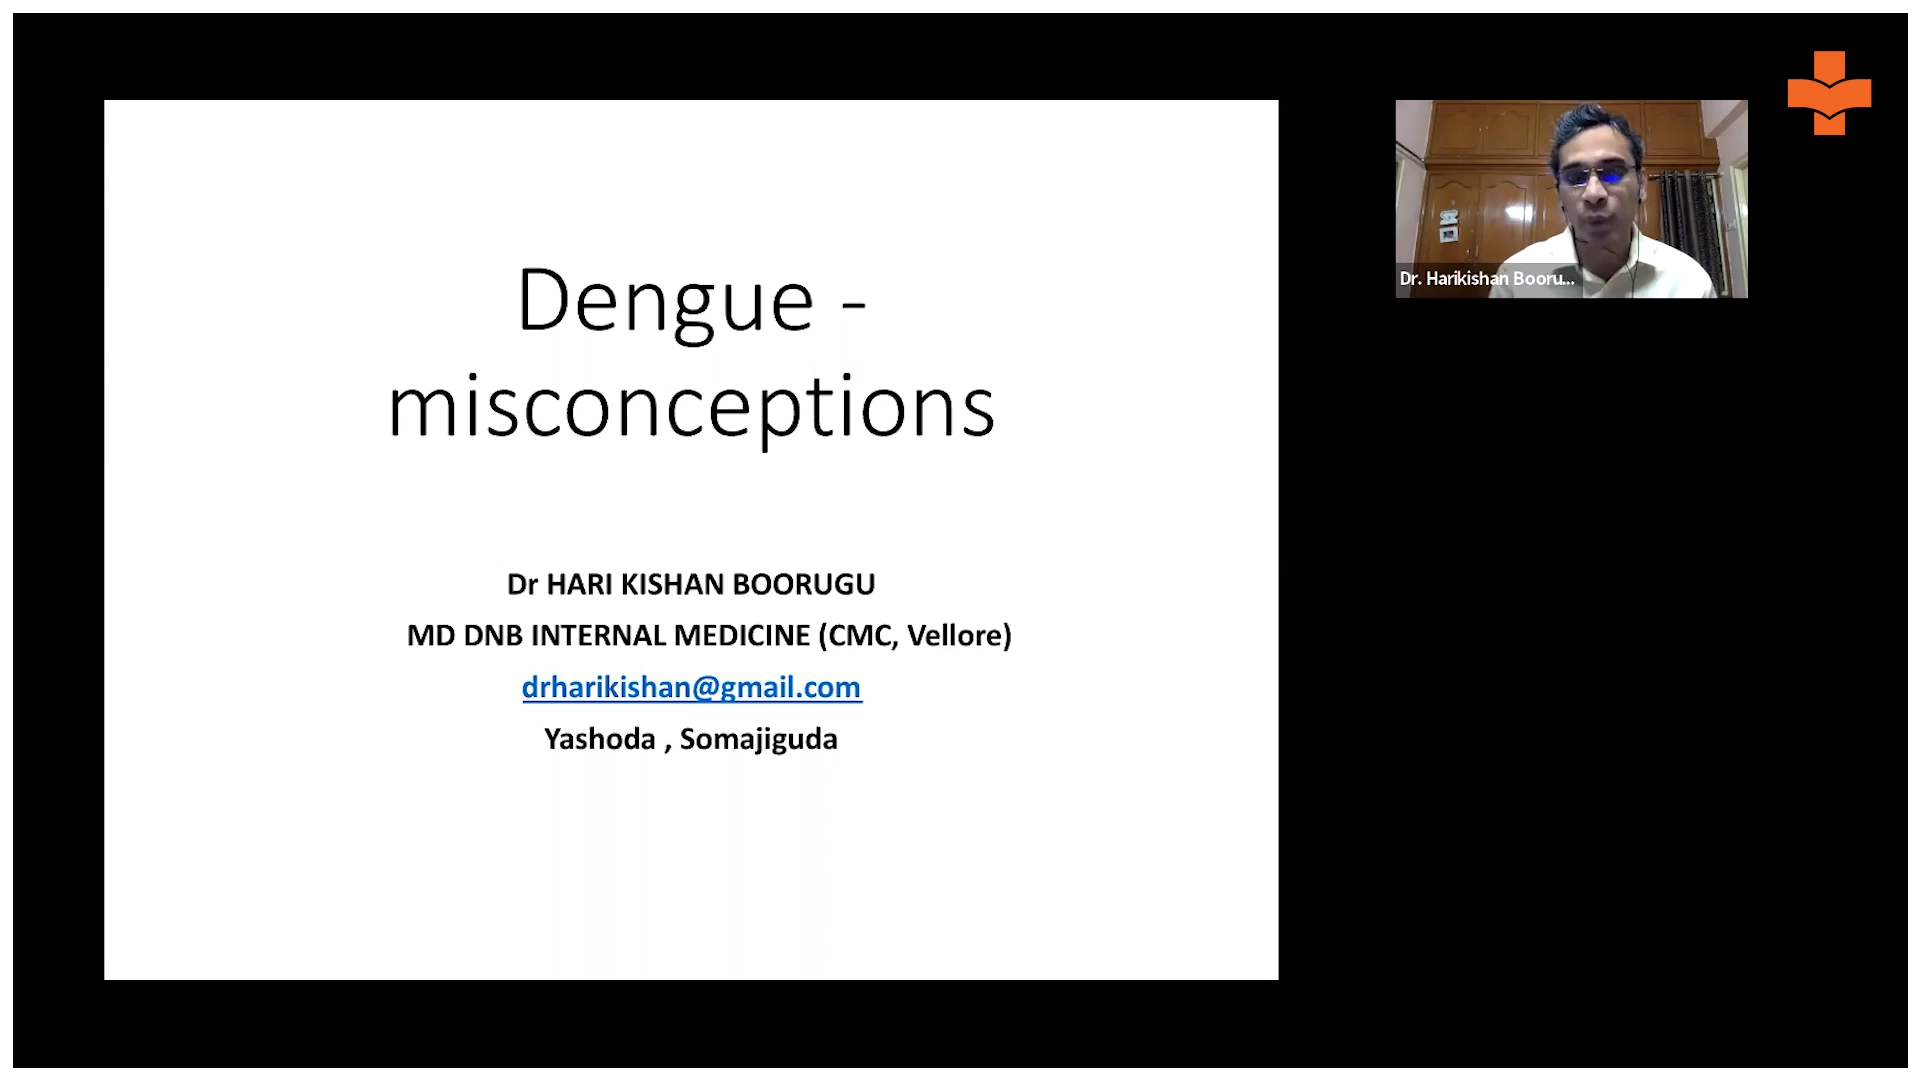 Dengue -
misconceptions
Dr HARI KISHAN BOORUGU
MD DNB INTERNAL MEDICINE (CMC, Vellore)
drharikishan@gmail.com
Yashoda , Somajiguda
Dr. Harikishan Booru...